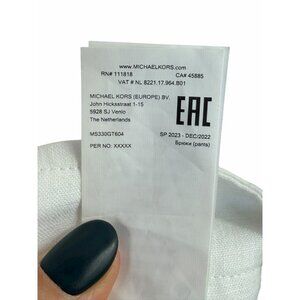 www.MICHAELKORS.com
RN# 111818 CA# 45885
VAT # NL 8221.17.964.B01
MICHAEL KORS (EUROPE) BV.
John Hicksstraat 1-15
5928 SJ Venlo
The Netherlands
EAC
MS330GT604 SP 2023 - DEC/2022
PER NO: XXXXX Брюки (pants)